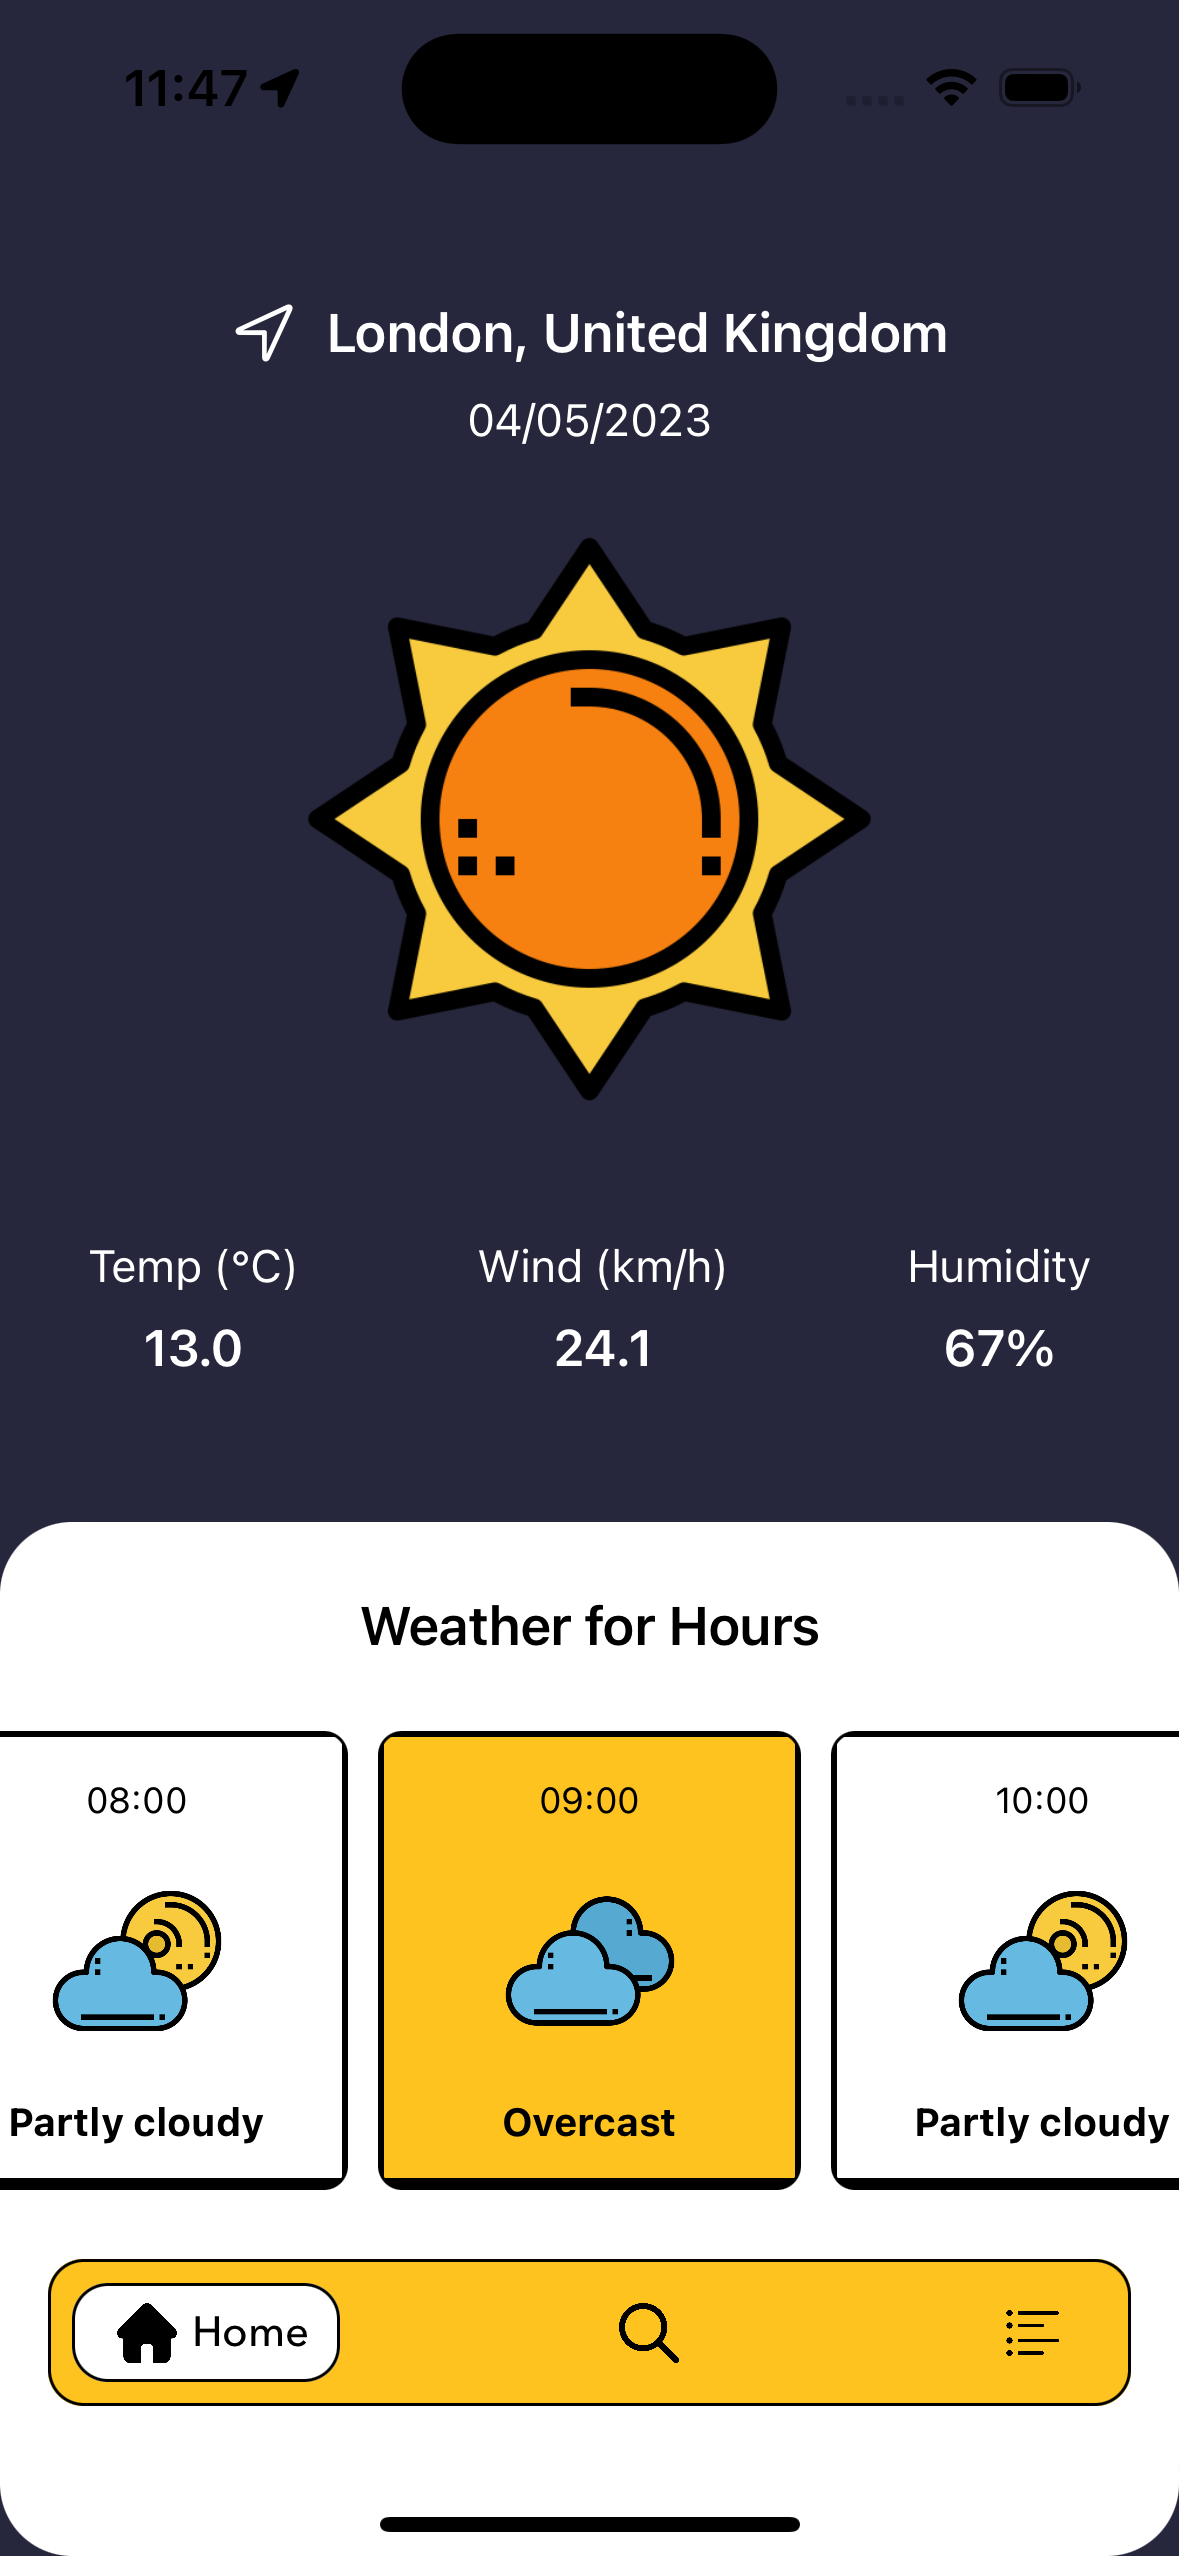 11:47
London, United Kingdom
04/05/2023
Temp (°C)
13.0
Wind (km/h)
24.1
Humidity
67%
Weather for Hours
08:00
Partly cloudy
09:00
Overcast
10:00
Partly cloudy
Home